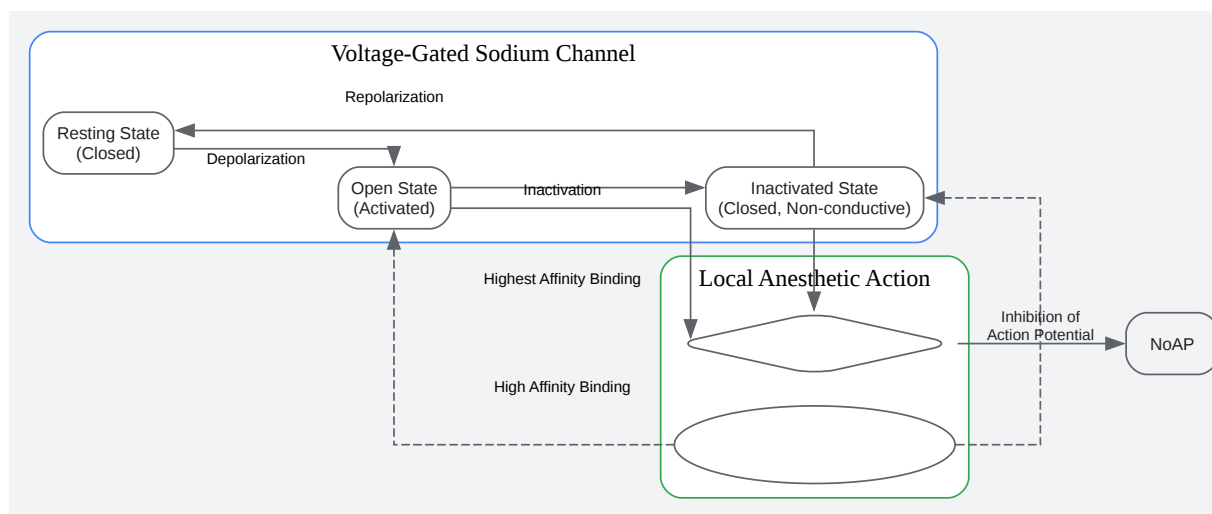 Voltage-Gated Sodium Channel
Repolarization
Resting State
(Closed)
Depolarization
Open State
(Activated)
Inactivation
Inactivated State
(Closed, Non-conductive)
Highest Affinity Binding
Local Anesthetic Action
Inhibition of
Action Potential
NoAP
High Affinity Binding